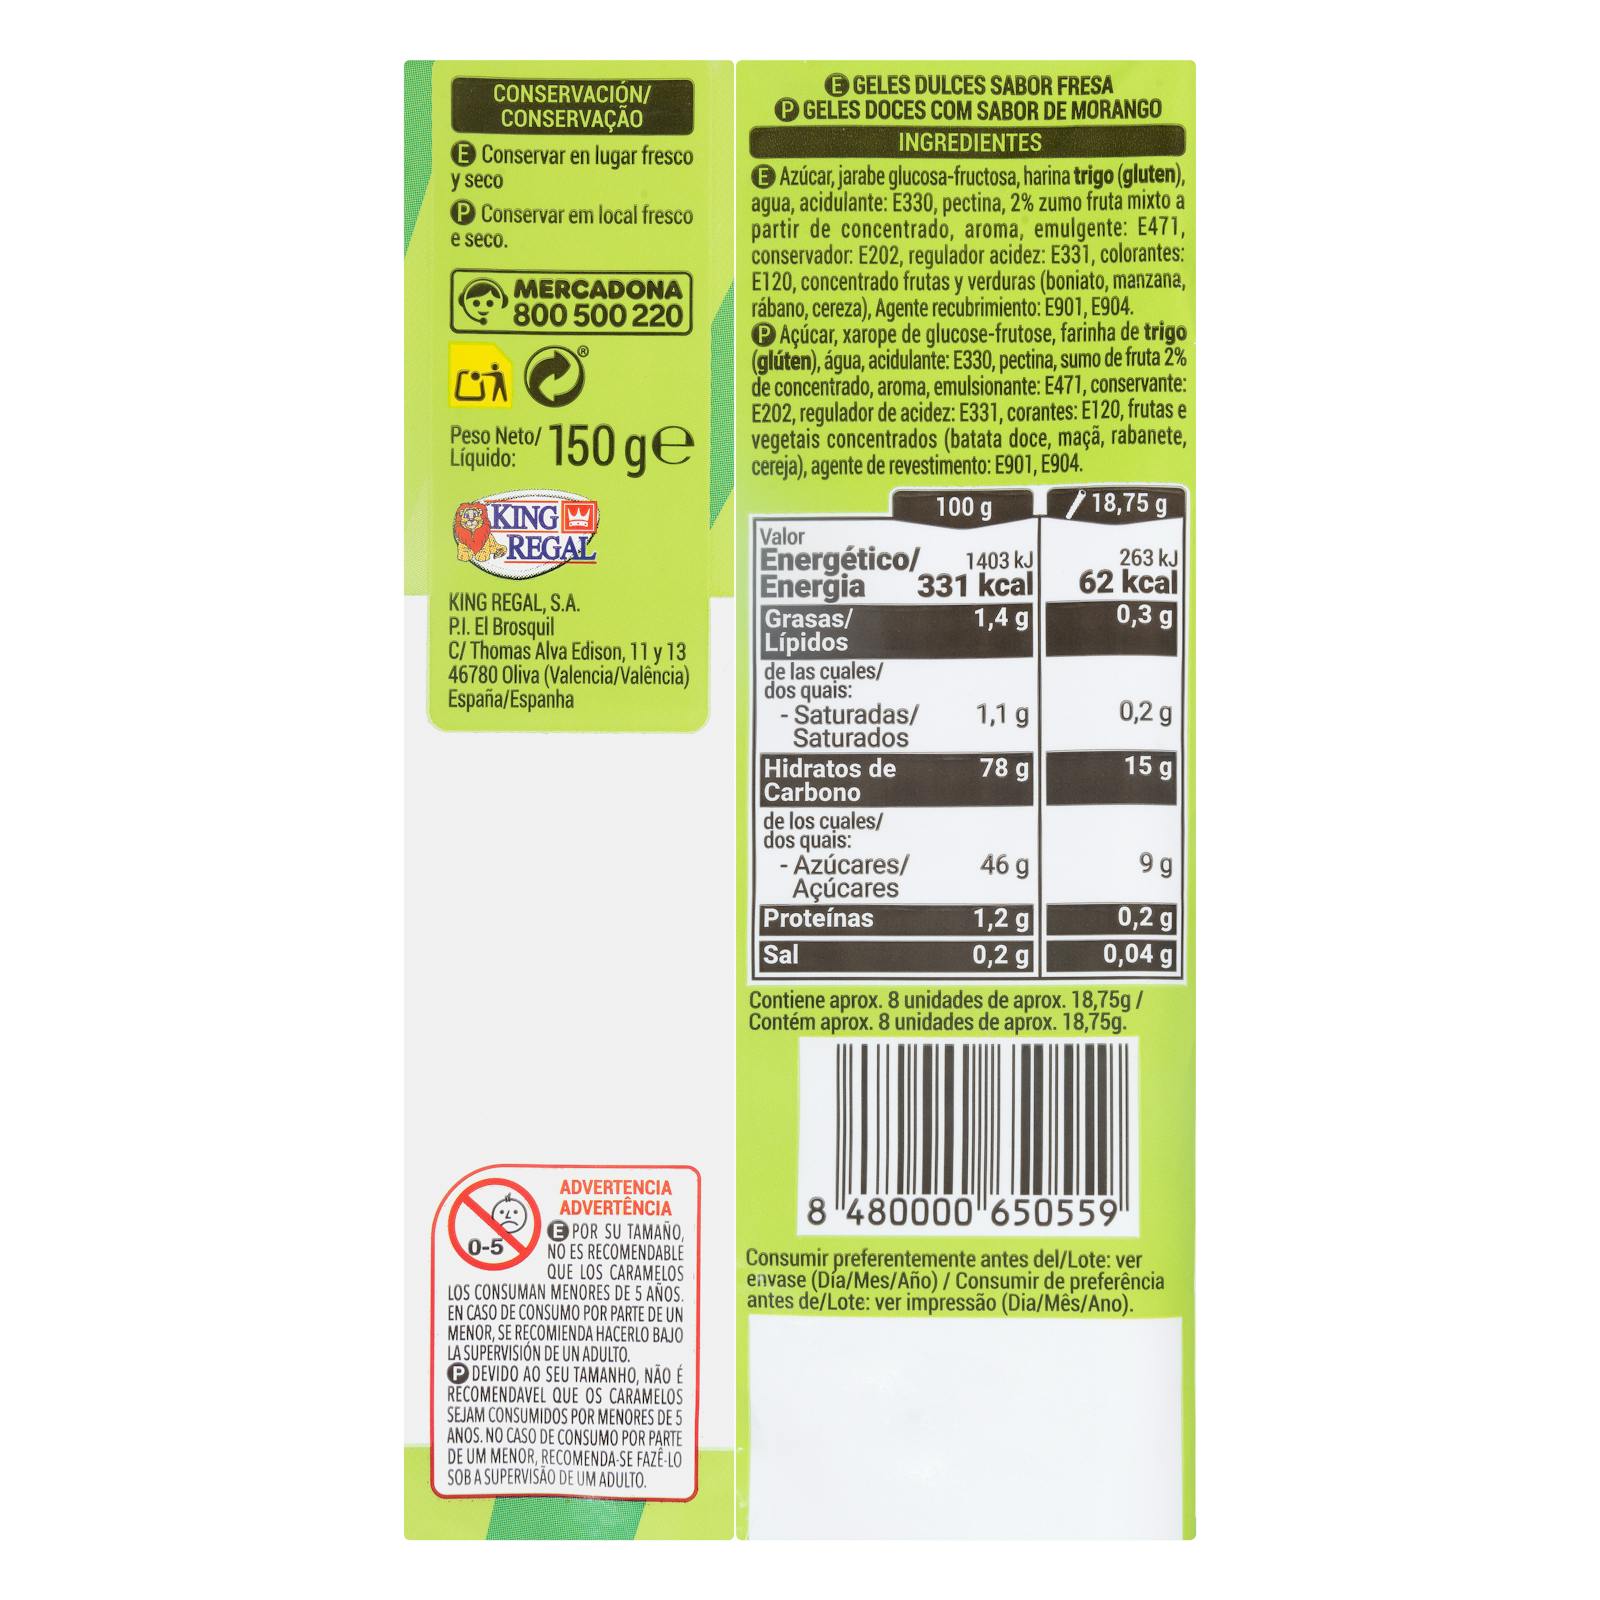 CONSERVACIÓN/
CONSERVAÇÃO
E Conservar en lugar fresco
y seco
P Conservar em local fresco
e seco.
MERCADONA
800 500 220
®
Peso Neto/
Líquido: 150 g e
KING
REGAL
KING REGAL, S.A.
P.I. El Brosquil
C/ Thomas Alva Edison, 11 y 13
46780 Oliva (Valencia/Valência)
España/Espanha
ADVERTENCIA
ADVERTÊNCIA
0-5
E POR SU TAMAÑO,
NO ES RECOMENDABLE
QUE LOS CARAMELOS
LOS CONSUMAN MENORES DE 5 AÑOS.
EN CASO DE CONSUMO POR PARTE DE UN
MENOR, SE RECOMIENDA HACERLO BAJO
LA SUPERVISIÓN DE UN ADULTO.
P DEVIDO AO SEU TAMANHO, NÃO É
RECOMENDAVEL QUE OS CARAMELOS
SEJAM CONSUMIDOS POR MENORES DE 5
ANOS. NO CASO DE CONSUMO POR PARTE
DE UM MENOR, RECOMENDA-SE FAZÊ-LO
SOB A SUPERVISÃO DE UM ADULTO.
E GELES DULCES SABOR FRESA
P GELES DOCES COM SABOR DE MORANGO
INGREDIENTES
E Azúcar, jarabe glucosa-fructosa, harina trigo (gluten),
agua, acidulante: E330, pectina, 2% zumo fruta mixto a
partir de concentrado, aroma, emulgente: E471,
conservador: E202, regulador acidez: E331, colorantes:
E120, concentrado frutas y verduras (boniato, manzana,
rábano, cereza), Agente recubrimiento: E901, E904.
P Açúcar, xarope de glucose-frutose, farinha de trigo
(glúten), água, acidulante: E330, pectina, sumo de fruta 2%
de concentrado, aroma, emulsionante: E471, conservante:
E202, regulador de acidez: E331, corantes: E120, frutas e
vegetais concentrados (batata doce, maçã, rabanete,
cereja), agente de revestimento: E901, E904.
100 g 18,75 g
Valor
Energético/ 1403 kJ 263 kJ
Energia 331 kcal 62 kcal
Grasas/ 1,4 g 0,3 g
Lípidos
de las cuales/
dos quais:
- Saturadas/ 1,1 g 0,2 g
Saturados
Hidratos de 78 g 15 g
Carbono
de los cuales/
dos quais:
- Azúcares/ 46 g 9 g
Açúcares
Proteínas 1,2 g 0,2 g
Sal 0,2 g 0,04 g
Contiene aprox. 8 unidades de aprox. 18,75g /
Contém aprox. 8 unidades de aprox. 18,75g.
8 480000 650559
Consumir preferentemente antes del/Lote: ver
envase (Día/Mes/Año) / Consumir de preferência
antes de/Lote: ver impressão (Dia/Mês/Ano).